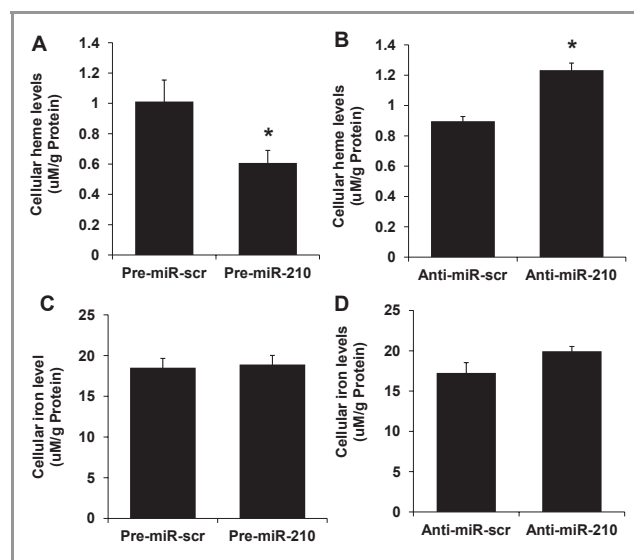 A
Cellular heme levels
(uM/g Protein)
1.4
1.2
1
0.8
0.6
0.4
0.2
0
*
Pre-miR-scr Pre-miR-210
B
Cellular heme levels
(uM/g Protein)
1.4
1.2
1
0.8
0.6
0.4
0.2
0
*
Anti-miR-scr Anti-miR-210
C
Cellular iron level
(uM/g Protein)
25
20
15
10
5
0
Pre-miR-scr Pre-miR-210
D
Cellular iron levels
(uM/g Protein)
25
20
15
10
5
0
Anti-miR-scr Anti-miR-210